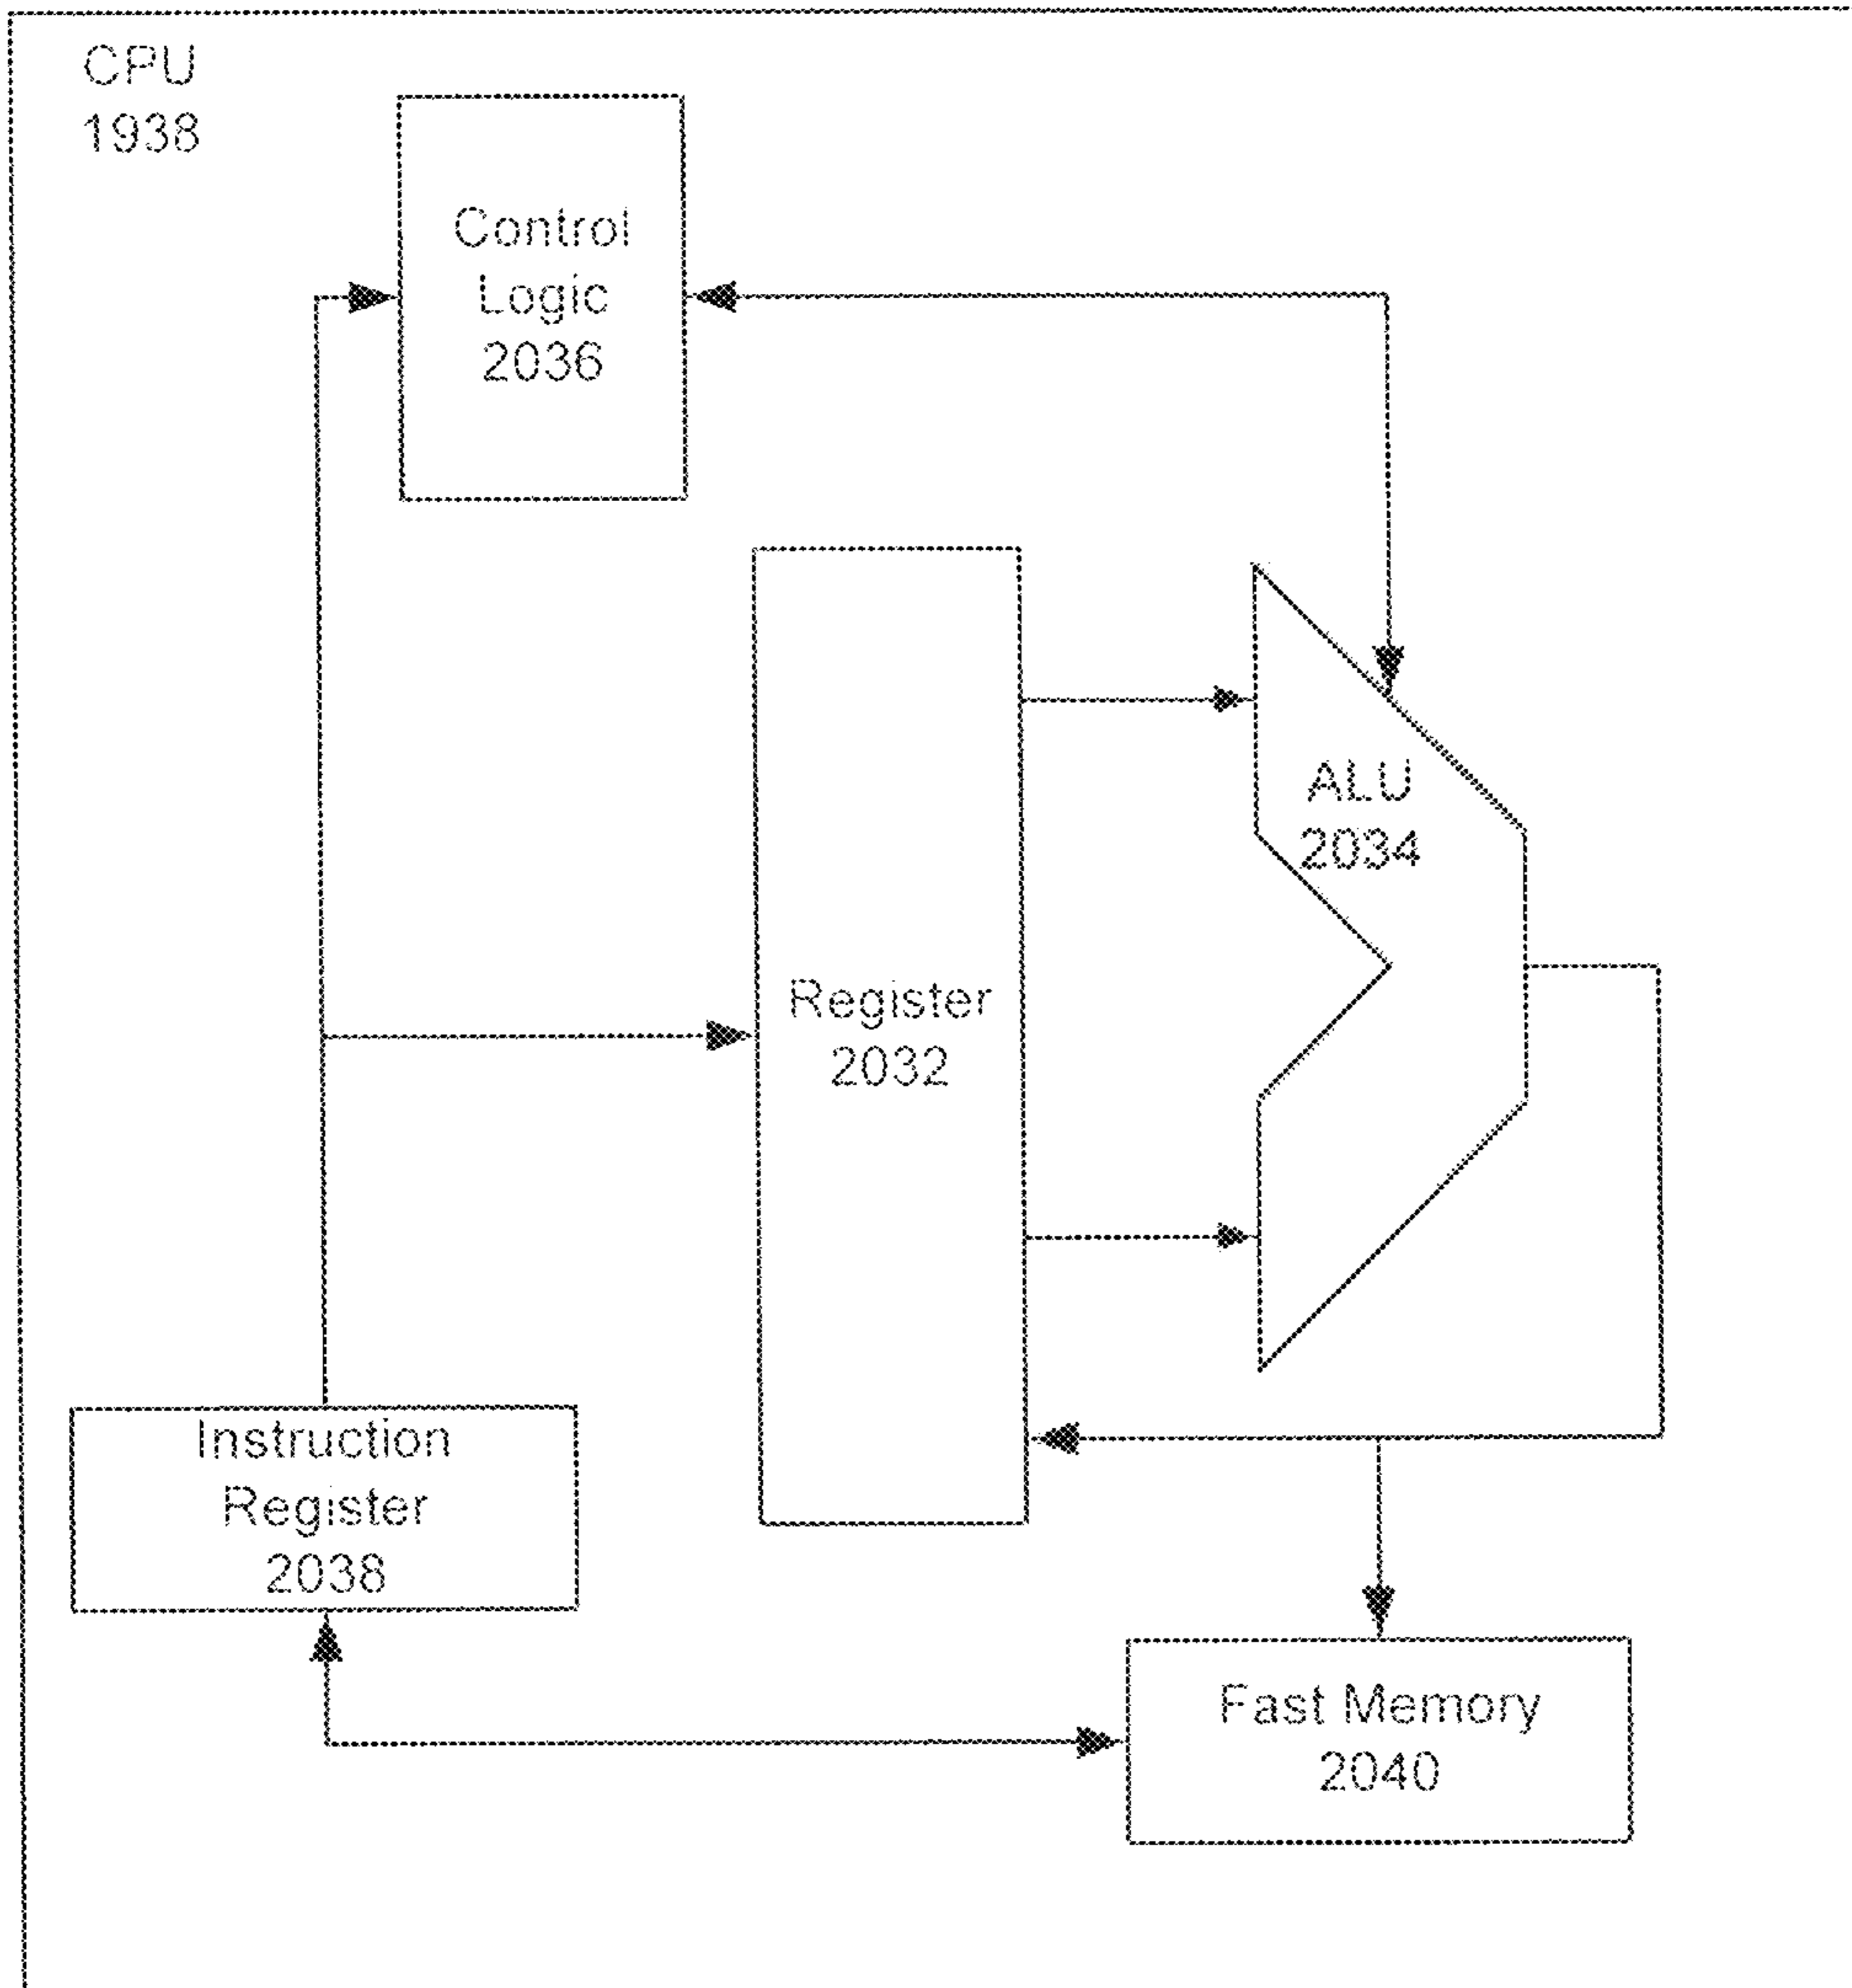 CPU
1938
Control
Logic
2036
ALU
2034
Register
2032
Instruction
Register
2038
Fast Memory
2040